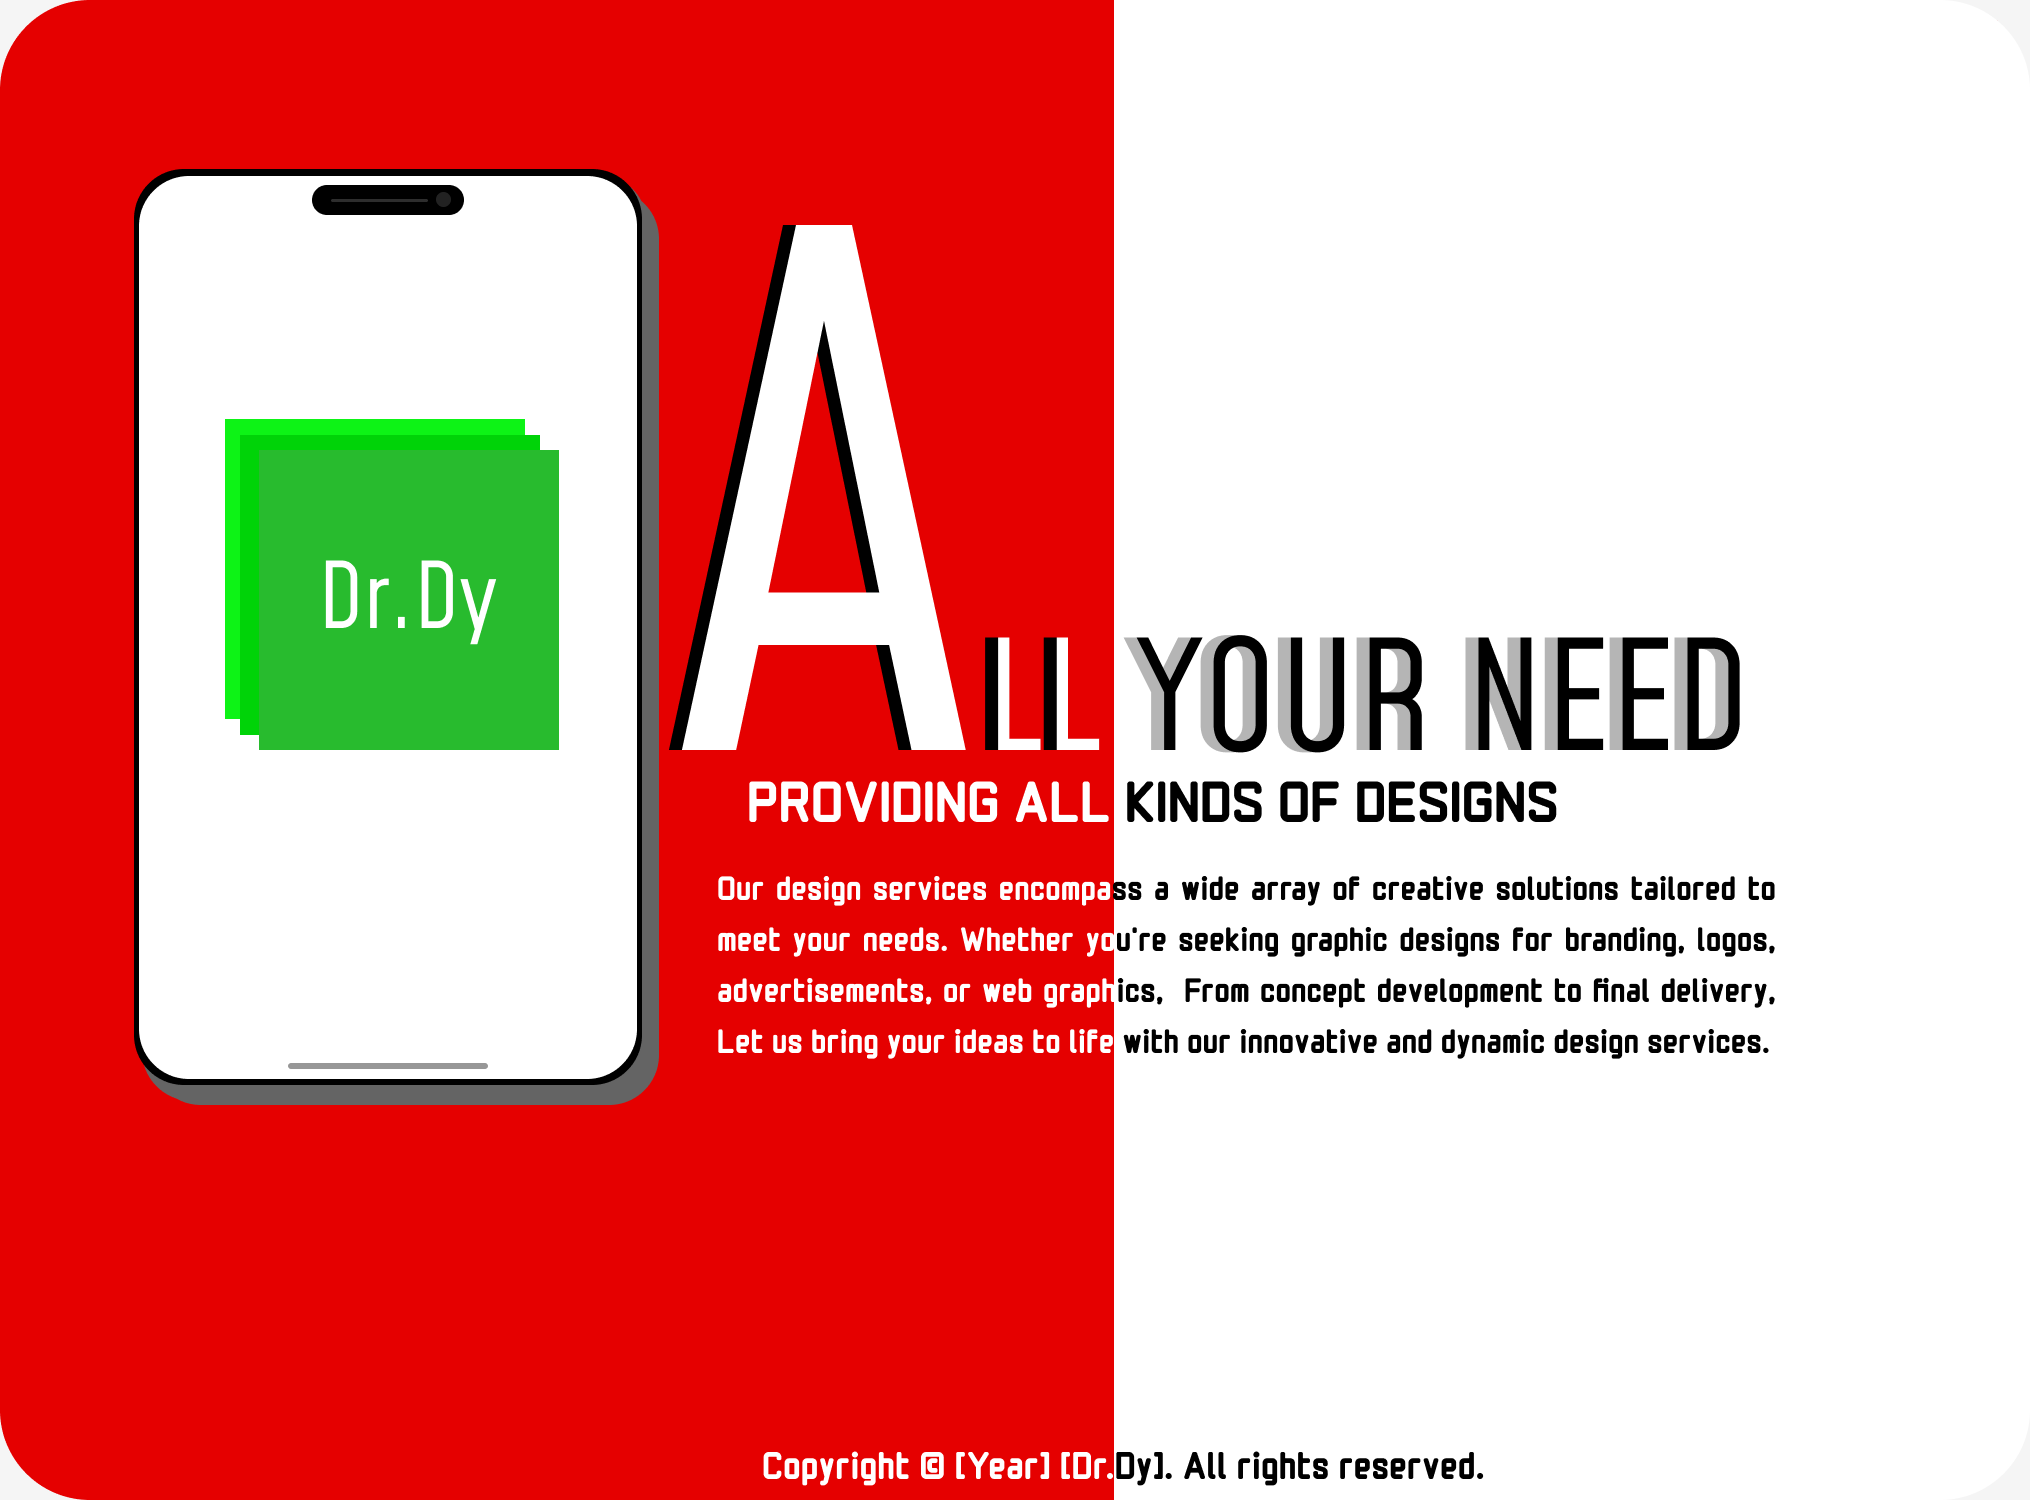 Dr.Dy
ALL YOUR NEED
PROVIDING ALL KINDS OF DESIGNS
Our design services encompass a wide array of creative solutions tailored to
meet your needs. Whether you're seeking graphic designs for branding, logos,
advertisements, or web graphics,  From concept development to final delivery,
Let us bring your ideas to life with our innovative and dynamic design services.
Copyright © [Year] [Dr.Dy]. All rights reserved.